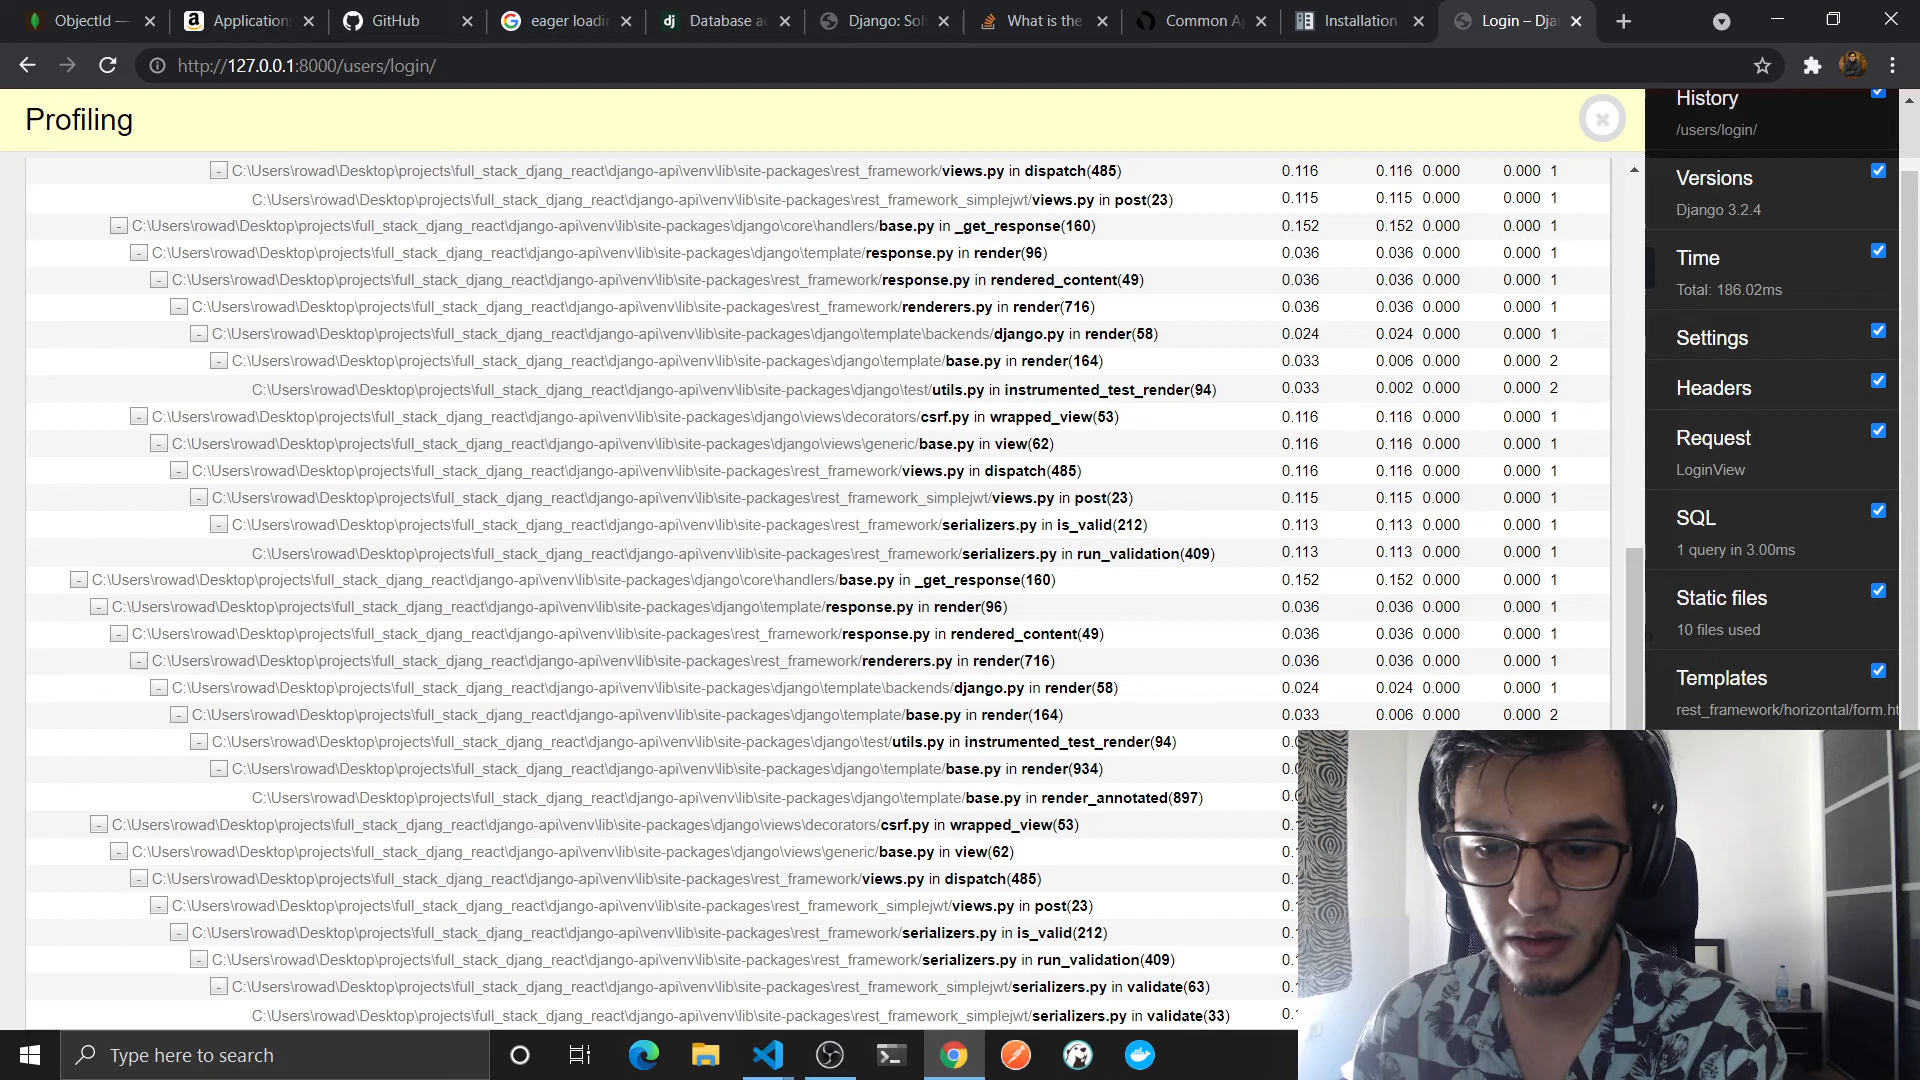 ObjectId —
Applications
GitHub
eager loadi
Database ac
Django: Sol
What is the
Common A
Installation
Login – Dja
http://127.0.0.1:8000/users/login/
Profiling
- C:\Users\rowad\Desktop\projects\full_stack_djang_react\django-api\venv\lib\site-packages\rest_framework/views.py in dispatch(485) 0.116 0.116 0.000 0.000 1
C:\Users\rowad\Desktop\projects\full_stack_djang_react\django-api\venv\lib\site-packages\rest_framework_simplejwt/views.py in post(23) 0.115 0.115 0.000 0.000 1
- C:\Users\rowad\Desktop\projects\full_stack_djang_react\django-api\venv\lib\site-packages\django\core\handlers/base.py in _get_response(160) 0.152 0.152 0.000 0.000 1
- C:\Users\rowad\Desktop\projects\full_stack_djang_react\django-api\venv\lib\site-packages\django\template/response.py in render(96) 0.036 0.036 0.000 0.000 1
- C:\Users\rowad\Desktop\projects\full_stack_djang_react\django-api\venv\lib\site-packages\rest_framework/response.py in rendered_content(49) 0.036 0.036 0.000 0.000 1
- C:\Users\rowad\Desktop\projects\full_stack_djang_react\django-api\venv\lib\site-packages\rest_framework/renderers.py in render(716) 0.036 0.036 0.000 0.000 1
- C:\Users\rowad\Desktop\projects\full_stack_djang_react\django-api\venv\lib\site-packages\django\template\backends/django.py in render(58) 0.024 0.024 0.000 0.000 1
- C:\Users\rowad\Desktop\projects\full_stack_djang_react\django-api\venv\lib\site-packages\django\template/base.py in render(164) 0.033 0.006 0.000 0.000 2
C:\Users\rowad\Desktop\projects\full_stack_djang_react\django-api\venv\lib\site-packages\django\test/utils.py in instrumented_test_render(94) 0.033 0.002 0.000 0.000 2
- C:\Users\rowad\Desktop\projects\full_stack_djang_react\django-api\venv\lib\site-packages\django\views\decorators/csrf.py in wrapped_view(53) 0.116 0.116 0.000 0.000 1
- C:\Users\rowad\Desktop\projects\full_stack_djang_react\django-api\venv\lib\site-packages\django\views\generic/base.py in view(62) 0.116 0.116 0.000 0.000 1
- C:\Users\rowad\Desktop\projects\full_stack_djang_react\django-api\venv\lib\site-packages\rest_framework/views.py in dispatch(485) 0.116 0.116 0.000 0.000 1
- C:\Users\rowad\Desktop\projects\full_stack_djang_react\django-api\venv\lib\site-packages\rest_framework_simplejwt/views.py in post(23) 0.115 0.115 0.000 0.000 1
- C:\Users\rowad\Desktop\projects\full_stack_djang_react\django-api\venv\lib\site-packages\rest_framework/serializers.py in is_valid(212) 0.113 0.113 0.000 0.000 1
C:\Users\rowad\Desktop\projects\full_stack_djang_react\django-api\venv\lib\site-packages\rest_framework/serializers.py in run_validation(409) 0.113 0.113 0.000 0.000 1
- C:\Users\rowad\Desktop\projects\full_stack_djang_react\django-api\venv\lib\site-packages\django\core\handlers/base.py in _get_response(160) 0.152 0.152 0.000 0.000 1
- C:\Users\rowad\Desktop\projects\full_stack_djang_react\django-api\venv\lib\site-packages\django\template/response.py in render(96) 0.036 0.036 0.000 0.000 1
- C:\Users\rowad\Desktop\projects\full_stack_djang_react\django-api\venv\lib\site-packages\rest_framework/response.py in rendered_content(49) 0.036 0.036 0.000 0.000 1
- C:\Users\rowad\Desktop\projects\full_stack_djang_react\django-api\venv\lib\site-packages\rest_framework/renderers.py in render(716) 0.036 0.036 0.000 0.000 1
- C:\Users\rowad\Desktop\projects\full_stack_djang_react\django-api\venv\lib\site-packages\django\template\backends/django.py in render(58) 0.024 0.024 0.000 0.000 1
- C:\Users\rowad\Desktop\projects\full_stack_djang_react\django-api\venv\lib\site-packages\django\template/base.py in render(164) 0.033 0.006 0.000 0.000 2
- C:\Users\rowad\Desktop\projects\full_stack_djang_react\django-api\venv\lib\site-packages\django\test/utils.py in instrumented_test_render(94)
- C:\Users\rowad\Desktop\projects\full_stack_djang_react\django-api\venv\lib\site-packages\django\template/base.py in render(934)
C:\Users\rowad\Desktop\projects\full_stack_djang_react\django-api\venv\lib\site-packages\django\template/base.py in render_annotated(897)
- C:\Users\rowad\Desktop\projects\full_stack_djang_react\django-api\venv\lib\site-packages\django\views\decorators/csrf.py in wrapped_view(53)
- C:\Users\rowad\Desktop\projects\full_stack_djang_react\django-api\venv\lib\site-packages\django\views\generic/base.py in view(62)
- C:\Users\rowad\Desktop\projects\full_stack_djang_react\django-api\venv\lib\site-packages\rest_framework/views.py in dispatch(485)
- C:\Users\rowad\Desktop\projects\full_stack_djang_react\django-api\venv\lib\site-packages\rest_framework_simplejwt/views.py in post(23)
- C:\Users\rowad\Desktop\projects\full_stack_djang_react\django-api\venv\lib\site-packages\rest_framework/serializers.py in is_valid(212)
- C:\Users\rowad\Desktop\projects\full_stack_djang_react\django-api\venv\lib\site-packages\rest_framework/serializers.py in run_validation(409)
- C:\Users\rowad\Desktop\projects\full_stack_djang_react\django-api\venv\lib\site-packages\rest_framework_simplejwt/serializers.py in validate(63)
C:\Users\rowad\Desktop\projects\full_stack_djang_react\django-api\venv\lib\site-packages\rest_framework_simplejwt/serializers.py in validate(33)
History
/users/login/
Versions
Django 3.2.4
Time
Total: 186.02ms
Settings
Headers
Request
LoginView
SQL
1 query in 3.00ms
Static files
10 files used
Templates
rest_framework/horizontal/form.ht
Type here to search